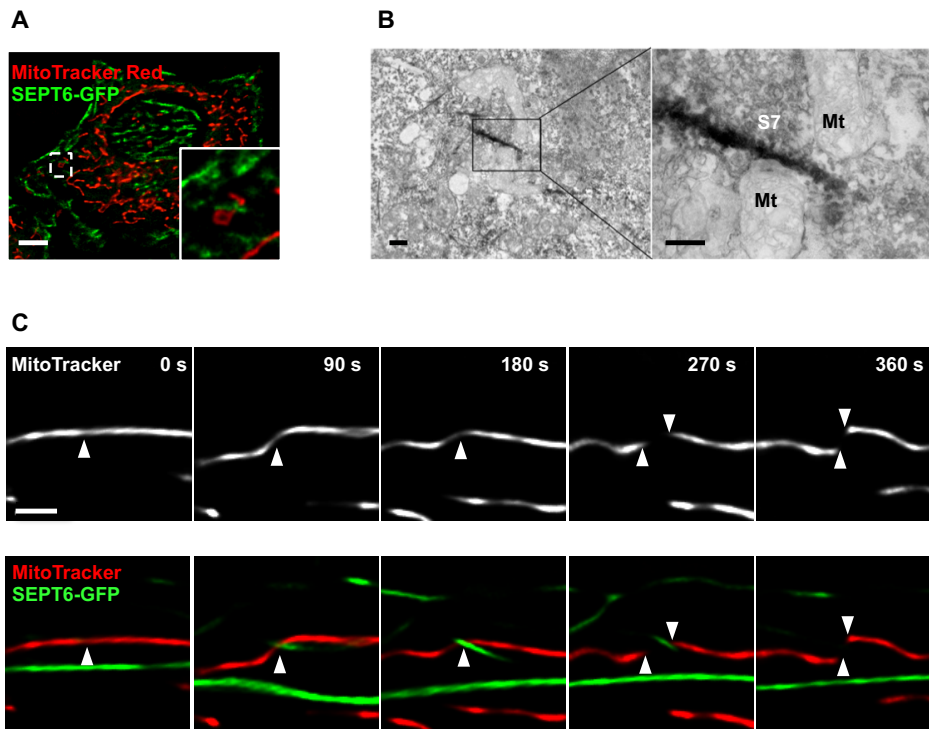 A
MitoTracker Red
SEPT6-GFP
B
S7
Mt
Mt
C
MitoTracker 0 s 90 s 180 s 270 s 360 s
MitoTracker
SEPT6-GFP